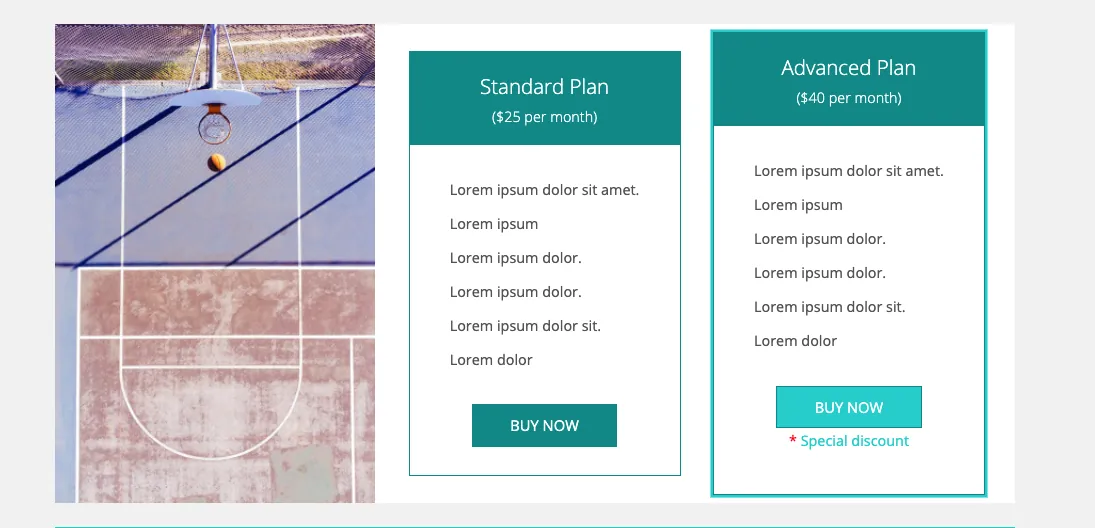 Standard Plan
($25 per month)
Lorem ipsum dolor sit amet.
Lorem ipsum
Lorem ipsum dolor.
Lorem ipsum dolor.
Lorem ipsum dolor sit.
Lorem dolor
BUY NOW
Advanced Plan
($40 per month)
Lorem ipsum dolor sit amet.
Lorem ipsum
Lorem ipsum dolor.
Lorem ipsum dolor.
Lorem ipsum dolor sit.
Lorem dolor
BUY NOW
* Special discount